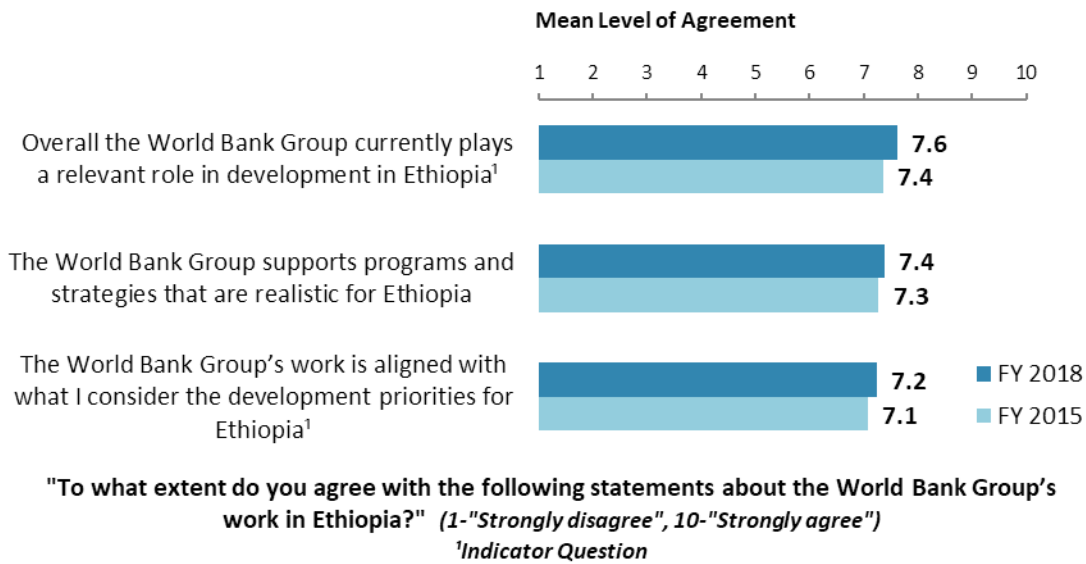 Mean Level of Agreement
1 2 3 4 5 6 7 8 9 10
Overall the World Bank Group currently plays
a relevant role in development in Ethiopia¹
7.6
7.4
The World Bank Group supports programs and
strategies that are realistic for Ethiopia
7.4
7.3
The World Bank Group’s work is aligned with
what I consider the development priorities for
Ethiopia¹
7.2
7.1
FY 2018
FY 2015
"To what extent do you agree with the following statements about the World Bank Group’s
work in Ethiopia?" (1-"Strongly disagree", 10-"Strongly agree")
¹Indicator Question